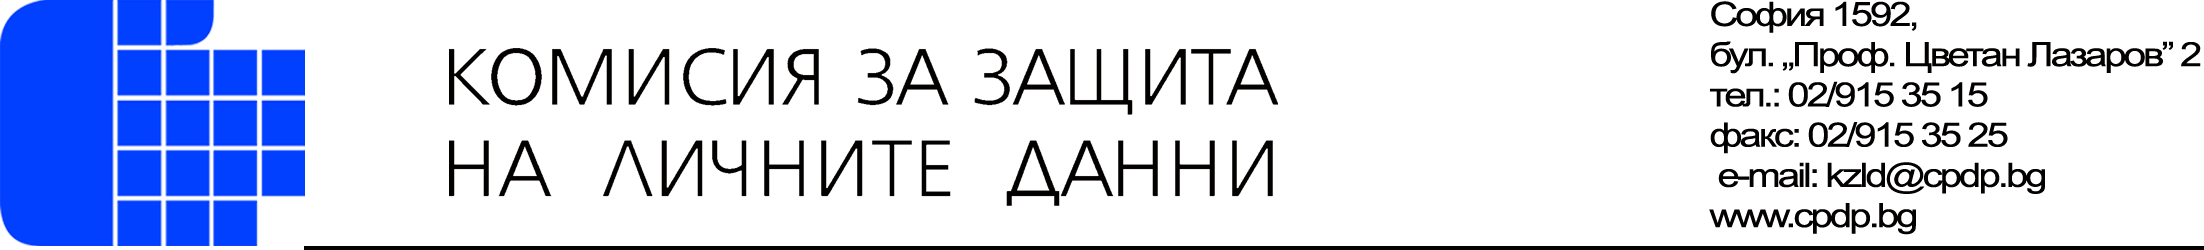 КОМИСИЯ ЗА ЗАЩИТА
НА ЛИЧНИТЕ ДАННИ
София 1592,
бул. „Проф. Цветан Лазаров” 2
тел.: 02/915 35 15
факс: 02/915 35 25
e-mail: kzld@cpdp.bg
www.cpdp.bg